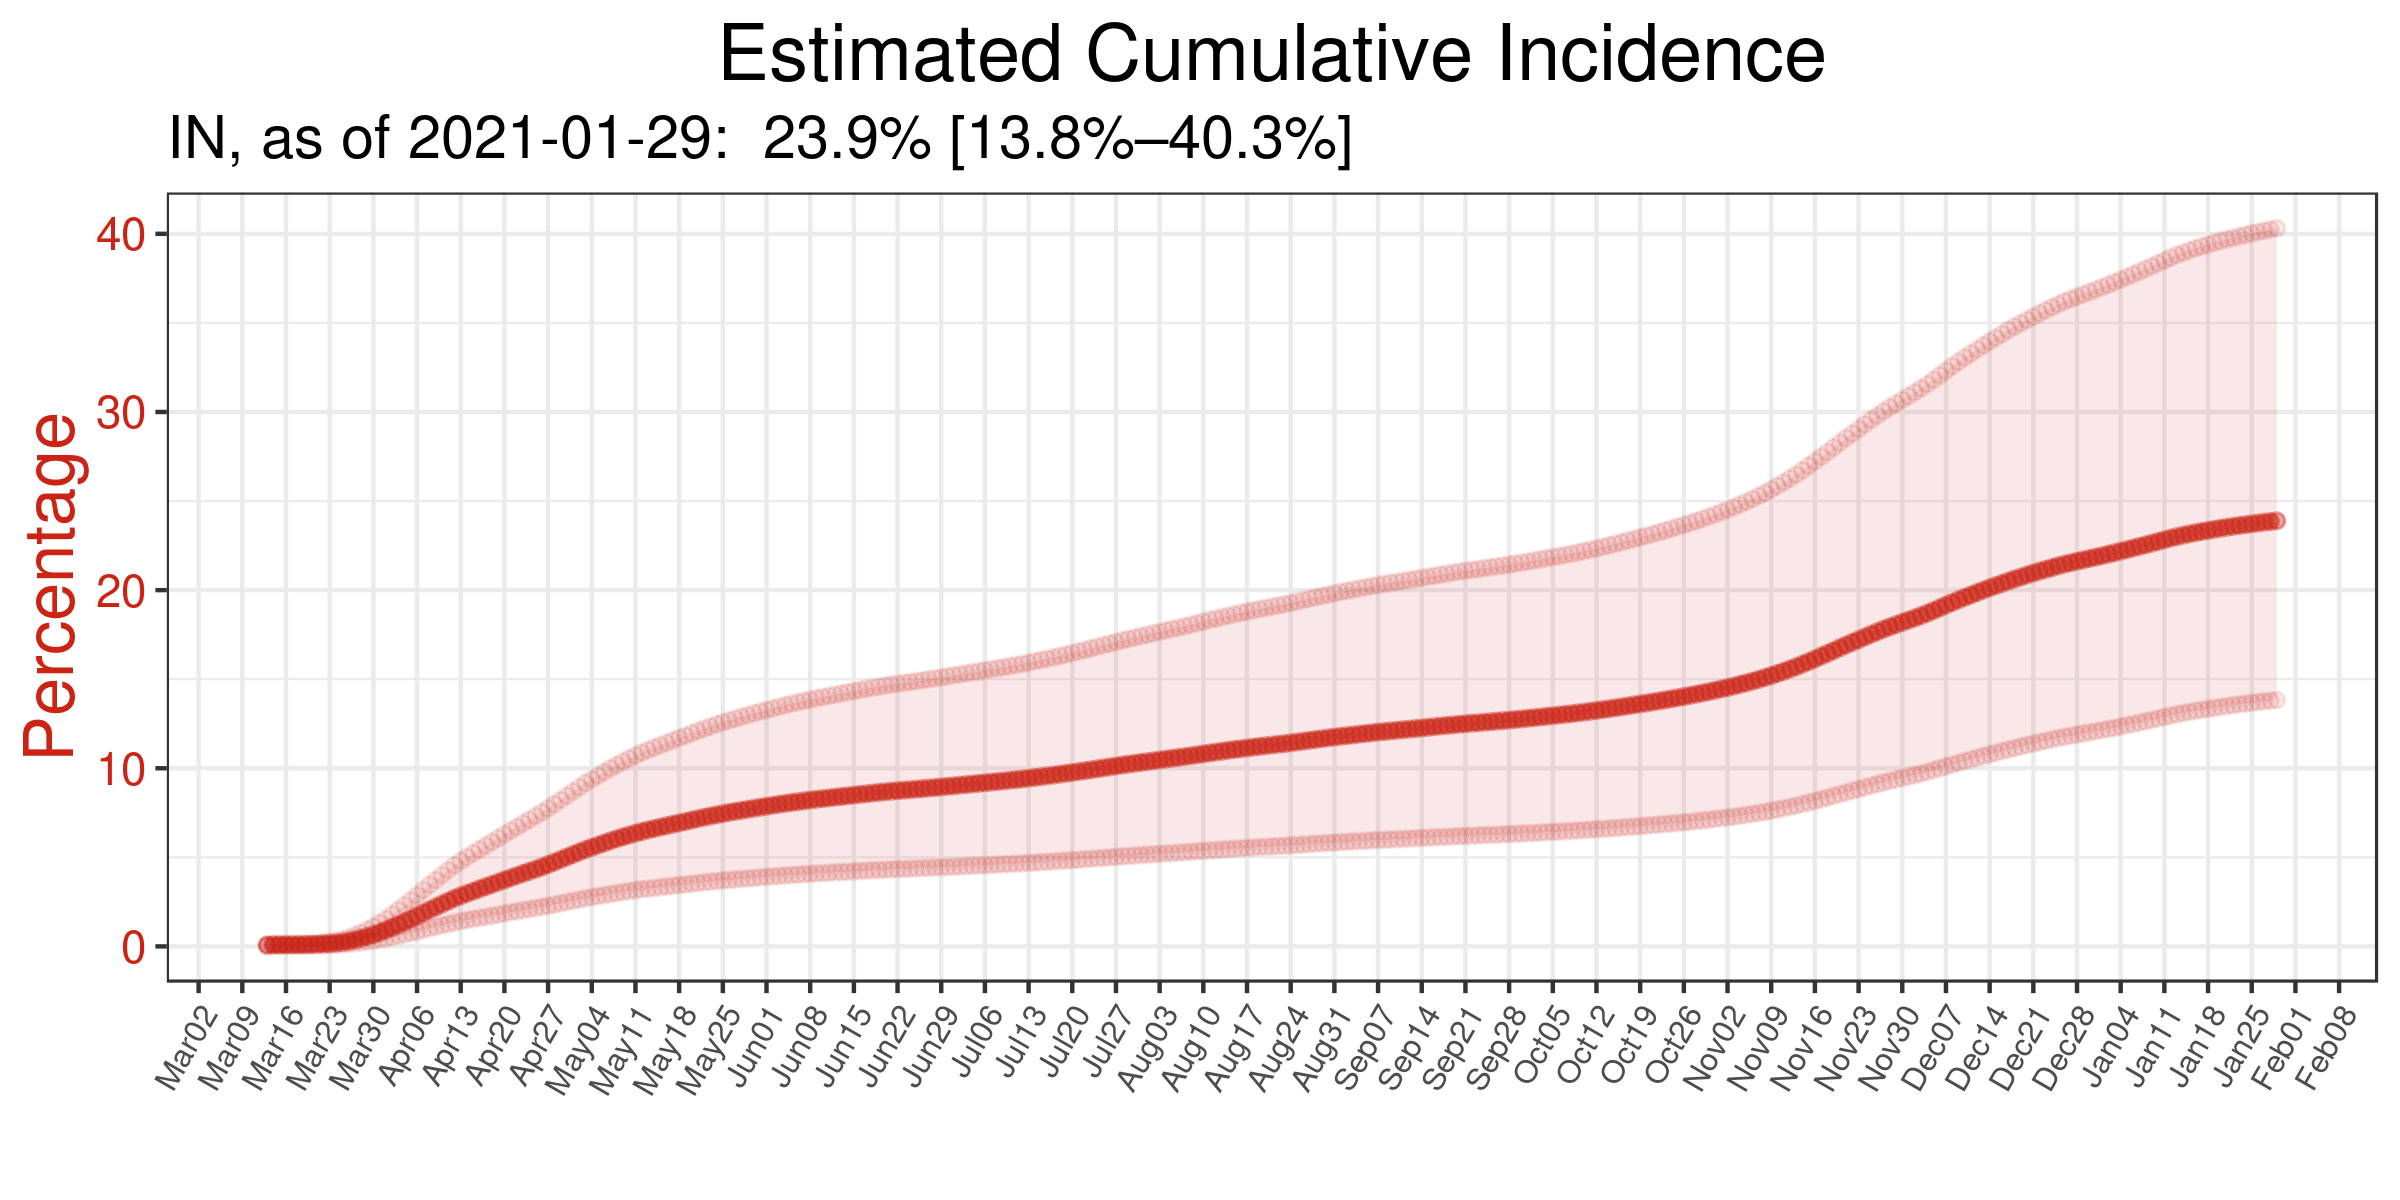 Estimated Cumulative Incidence
IN, as of 2021-01-29:  23.9% [13.8%–40.3%]
Percentage
40
30
20
10
0
Mar02
Mar09
Mar16
Mar23
Mar30
Apr06
Apr13
Apr20
Apr27
May04
May11
May18
May25
Jun01
Jun08
Jun15
Jun22
Jun29
Jul06
Jul13
Jul20
Jul27
Aug03
Aug10
Aug17
Aug24
Aug31
Sep07
Sep14
Sep21
Sep28
Oct05
Oct12
Oct19
Oct26
Nov02
Nov09
Nov16
Nov23
Nov30
Dec07
Dec14
Dec21
Dec28
Jan04
Jan11
Jan18
Jan25
Feb01
Feb08